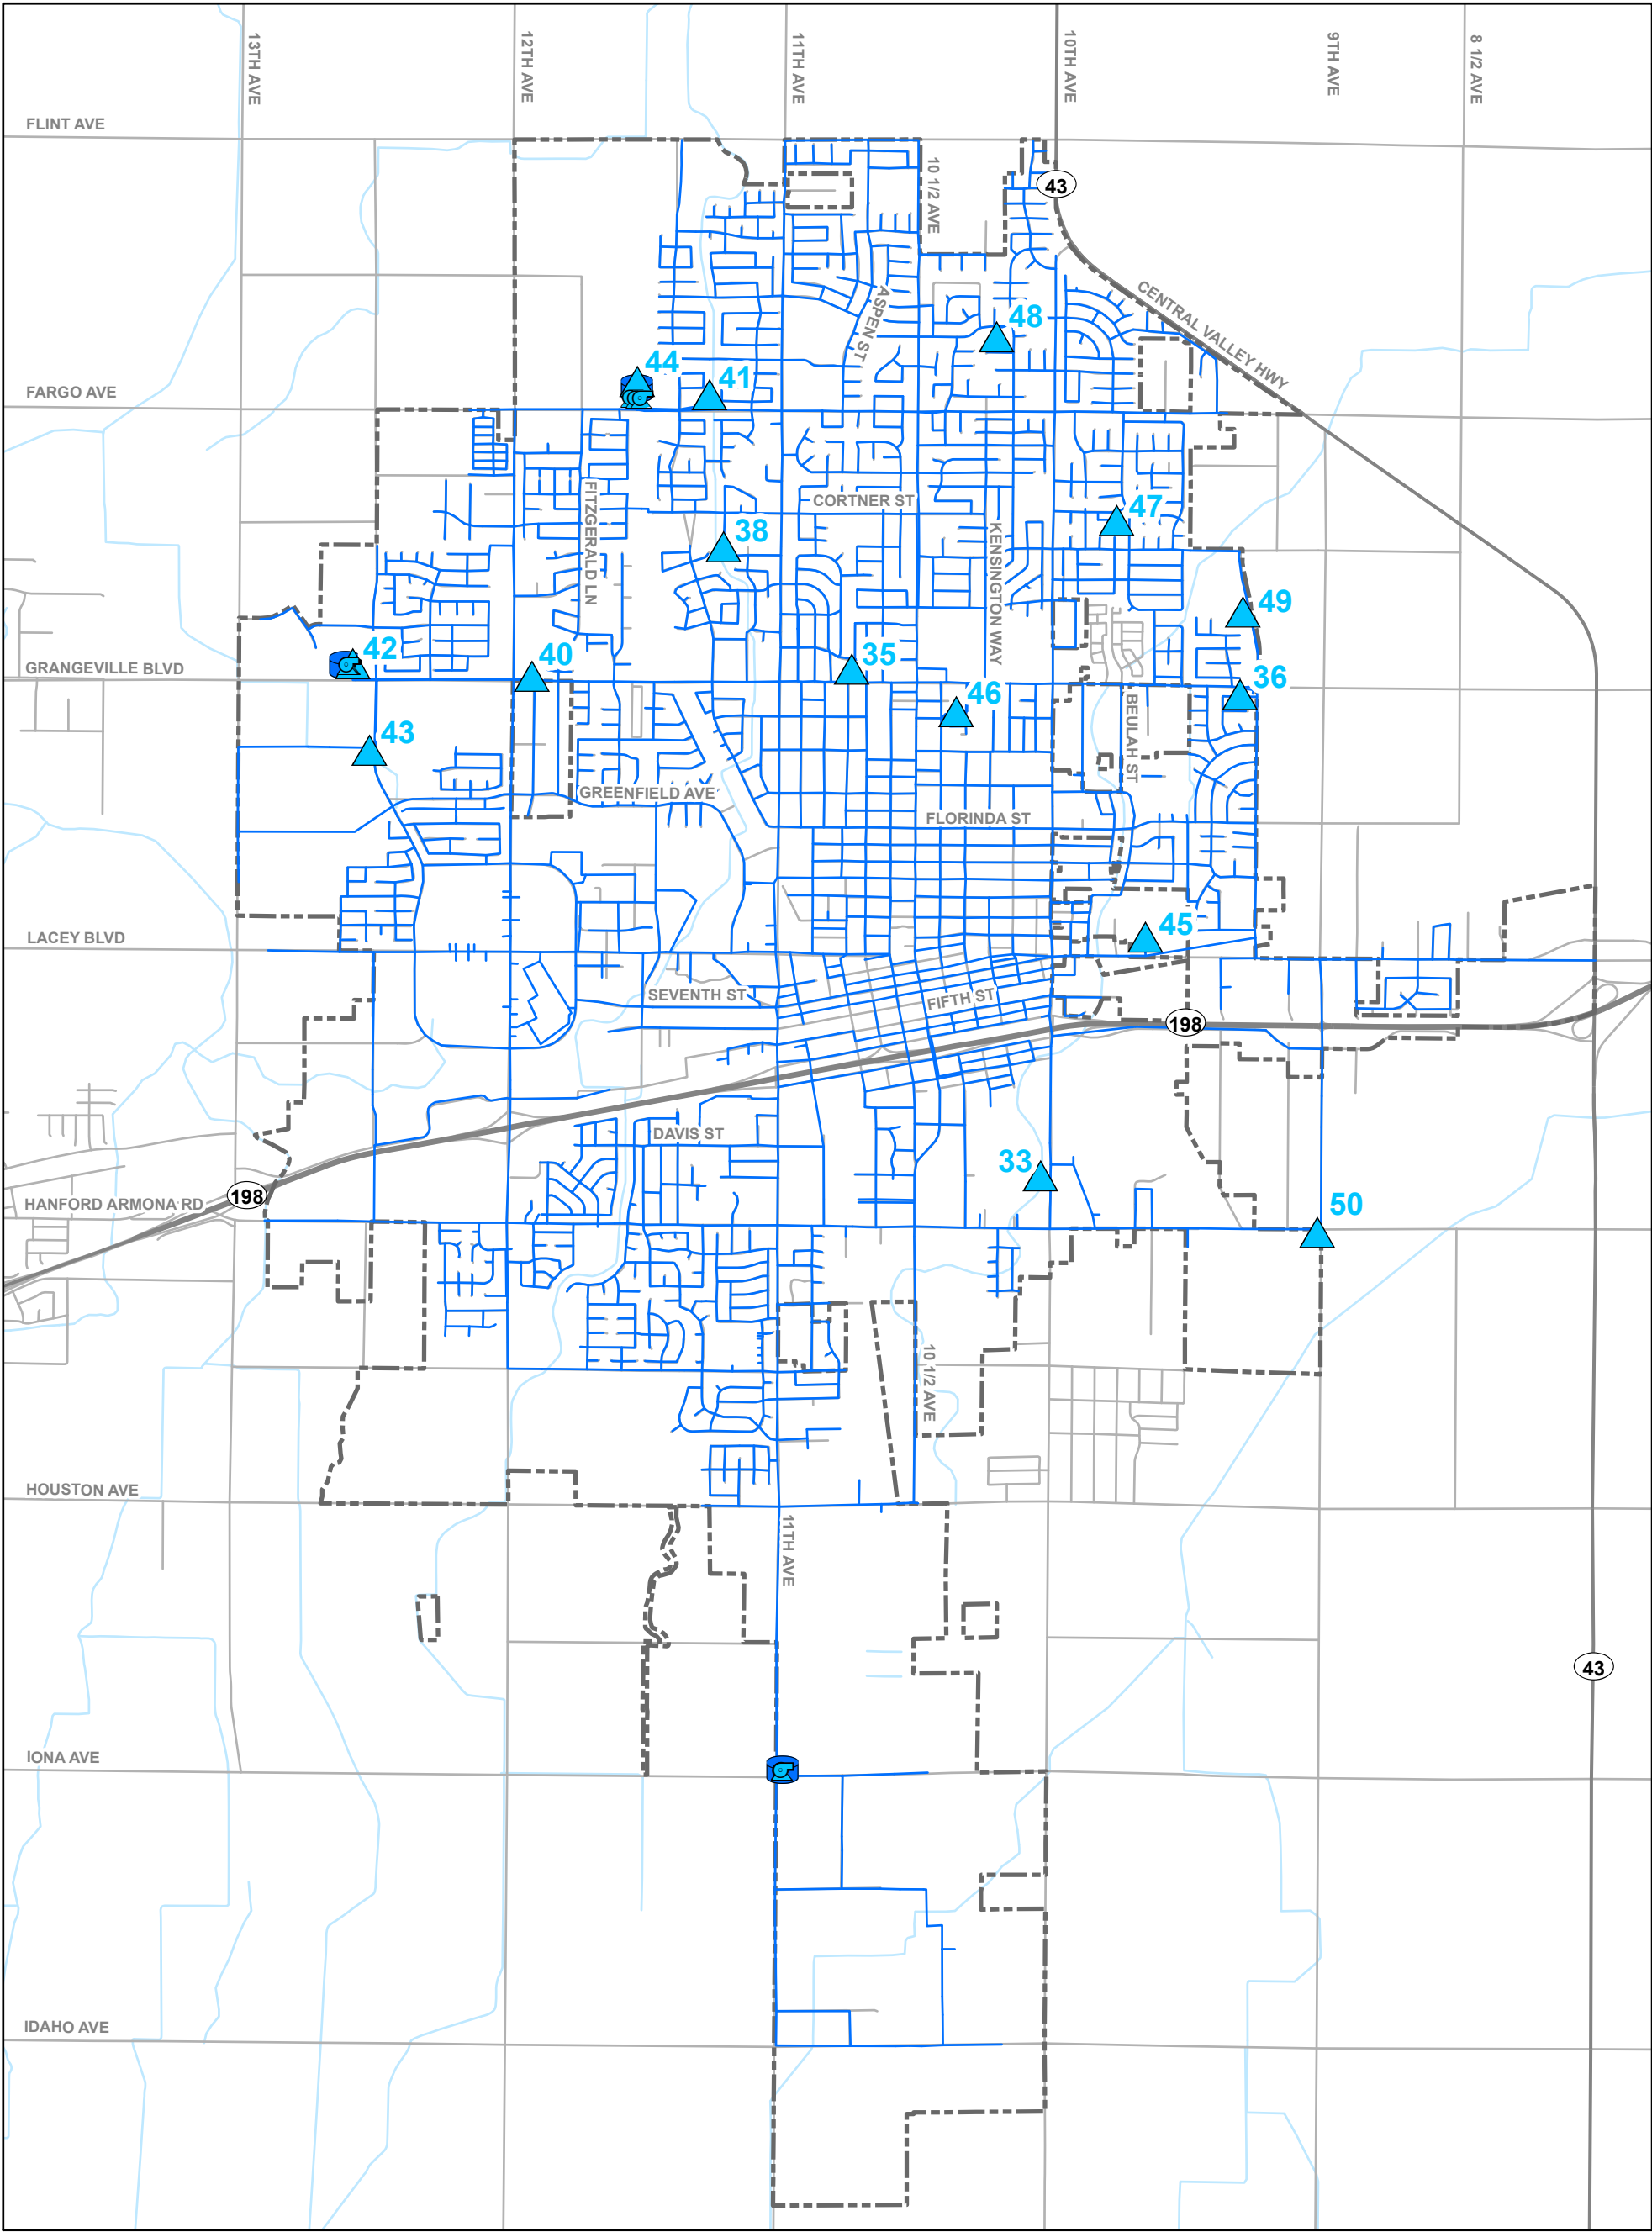 13TH AVE
12TH AVE
11TH AVE
10TH AVE
9TH AVE
8 1/2 AVE
FLINT AVE
10 1/2 AVE
43
CENTRAL VALLEY HWY
ASPEN ST
48
44
41
FARGO AVE
CORTNER ST
47
FITZGERALD LN
38
KENSINGTON WAY
49
42
40
35
GRANGEVILLE BLVD
36
46
BEULAH ST
43
GREENFIELD AVE
FLORINDA ST
45
LACEY BLVD
SEVENTH ST
FIFTH ST
198
DAVIS ST
33
198
HANFORD ARMONA RD
50
10 1/2 AVE
HOUSTON AVE
11TH AVE
43
IONA AVE
IDAHO AVE